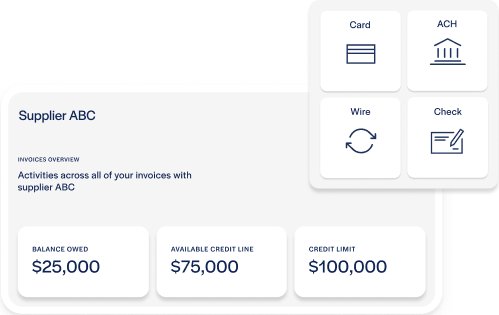 Card
ACH
Wire
Check
Supplier ABC
INVOICES OVERVIEW
Activities across all of your invoices with
supplier ABC
BALANCE OWED
$25,000
AVAILABLE CREDIT LINE
$75,000
CREDIT LIMIT
$100,000